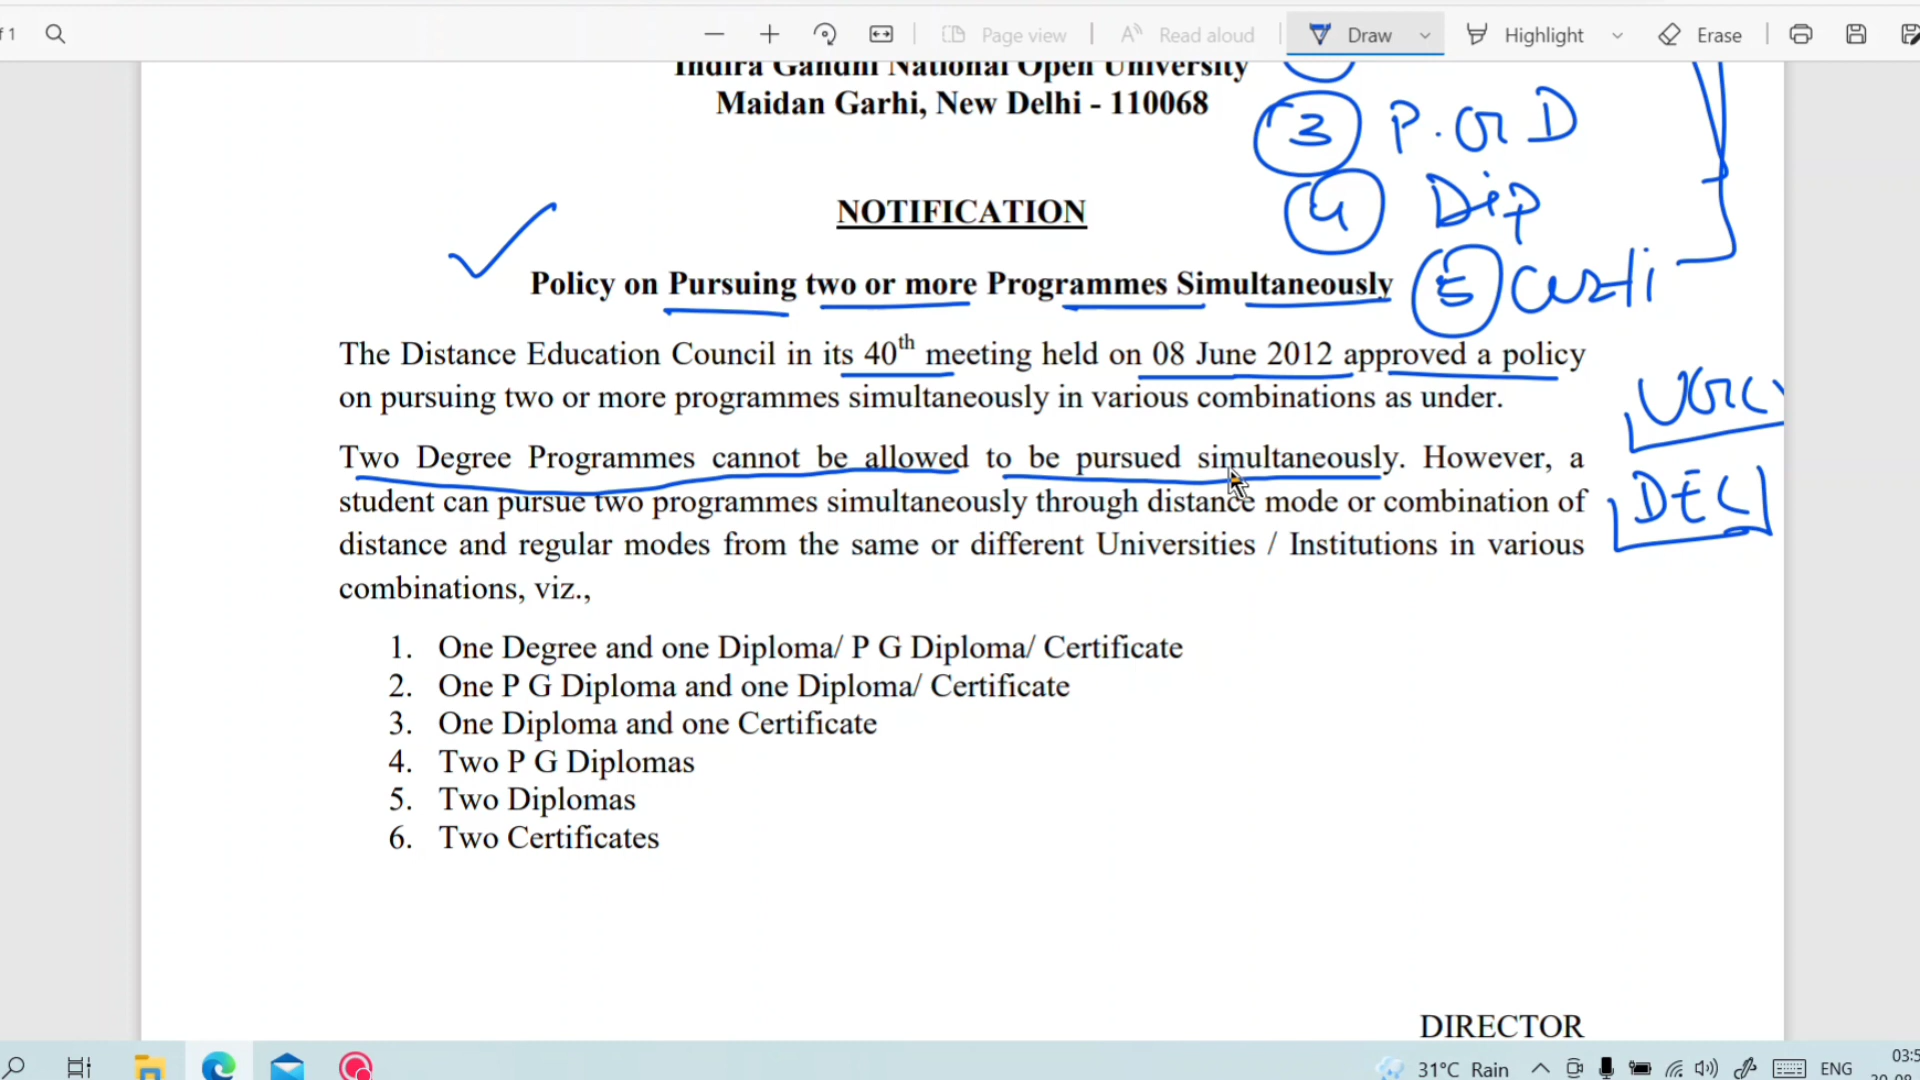 Page view
Read aloud
Draw
Highlight
Erase
Indira Gandhi National Open University
Maidan Garhi, New Delhi - 110068
3 P.Or D
4 Dip
NOTIFICATION
Policy on Pursuing two or more Programmes Simultaneously
5 Certi
The Distance Education Council in its 40th meeting held on 08 June 2012 approved a policy
on pursuing two or more programmes simultaneously in various combinations as under.
UGC
Two Degree Programmes cannot be allowed to be pursued simultaneously. However, a
student can pursue two programmes simultaneously through distance mode or combination of
DEC
distance and regular modes from the same or different Universities / Institutions in various
combinations, viz.,
1. One Degree and one Diploma/ P G Diploma/ Certificate
2. One P G Diploma and one Diploma/ Certificate
3. One Diploma and one Certificate
4. Two P G Diplomas
5. Two Diplomas
6. Two Certificates
DIRECTOR
31°C Rain
ENG